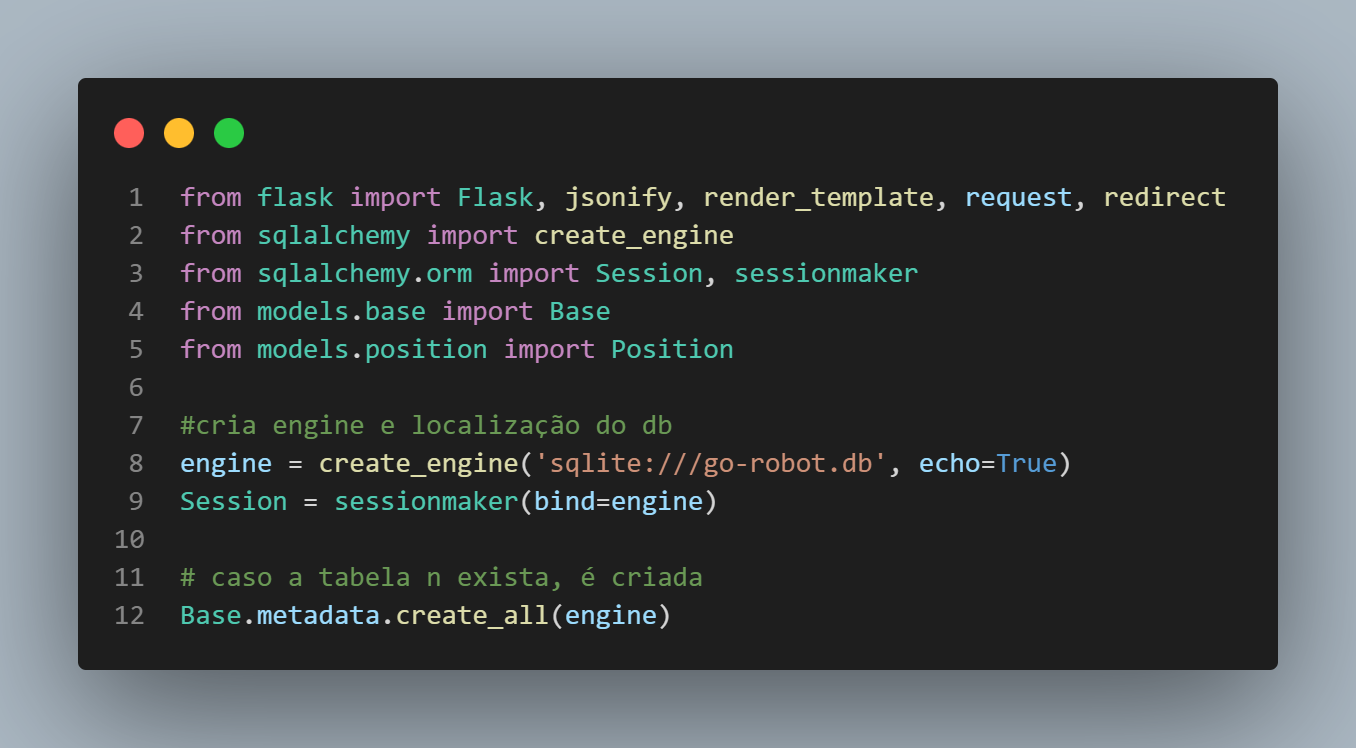 1 from flask import Flask, jsonify, render_template, request, redirect
2 from sqlalchemy import create_engine
3 from sqlalchemy.orm import Session, sessionmaker
4 from models.base import Base
5 from models.position import Position
6
7 #cria engine e localização do db
8 engine = create_engine('sqlite:///go-robot.db', echo=True)
9 Session = sessionmaker(bind=engine)
10
11 # caso a tabela n exista, é criada
12 Base.metadata.create_all(engine)